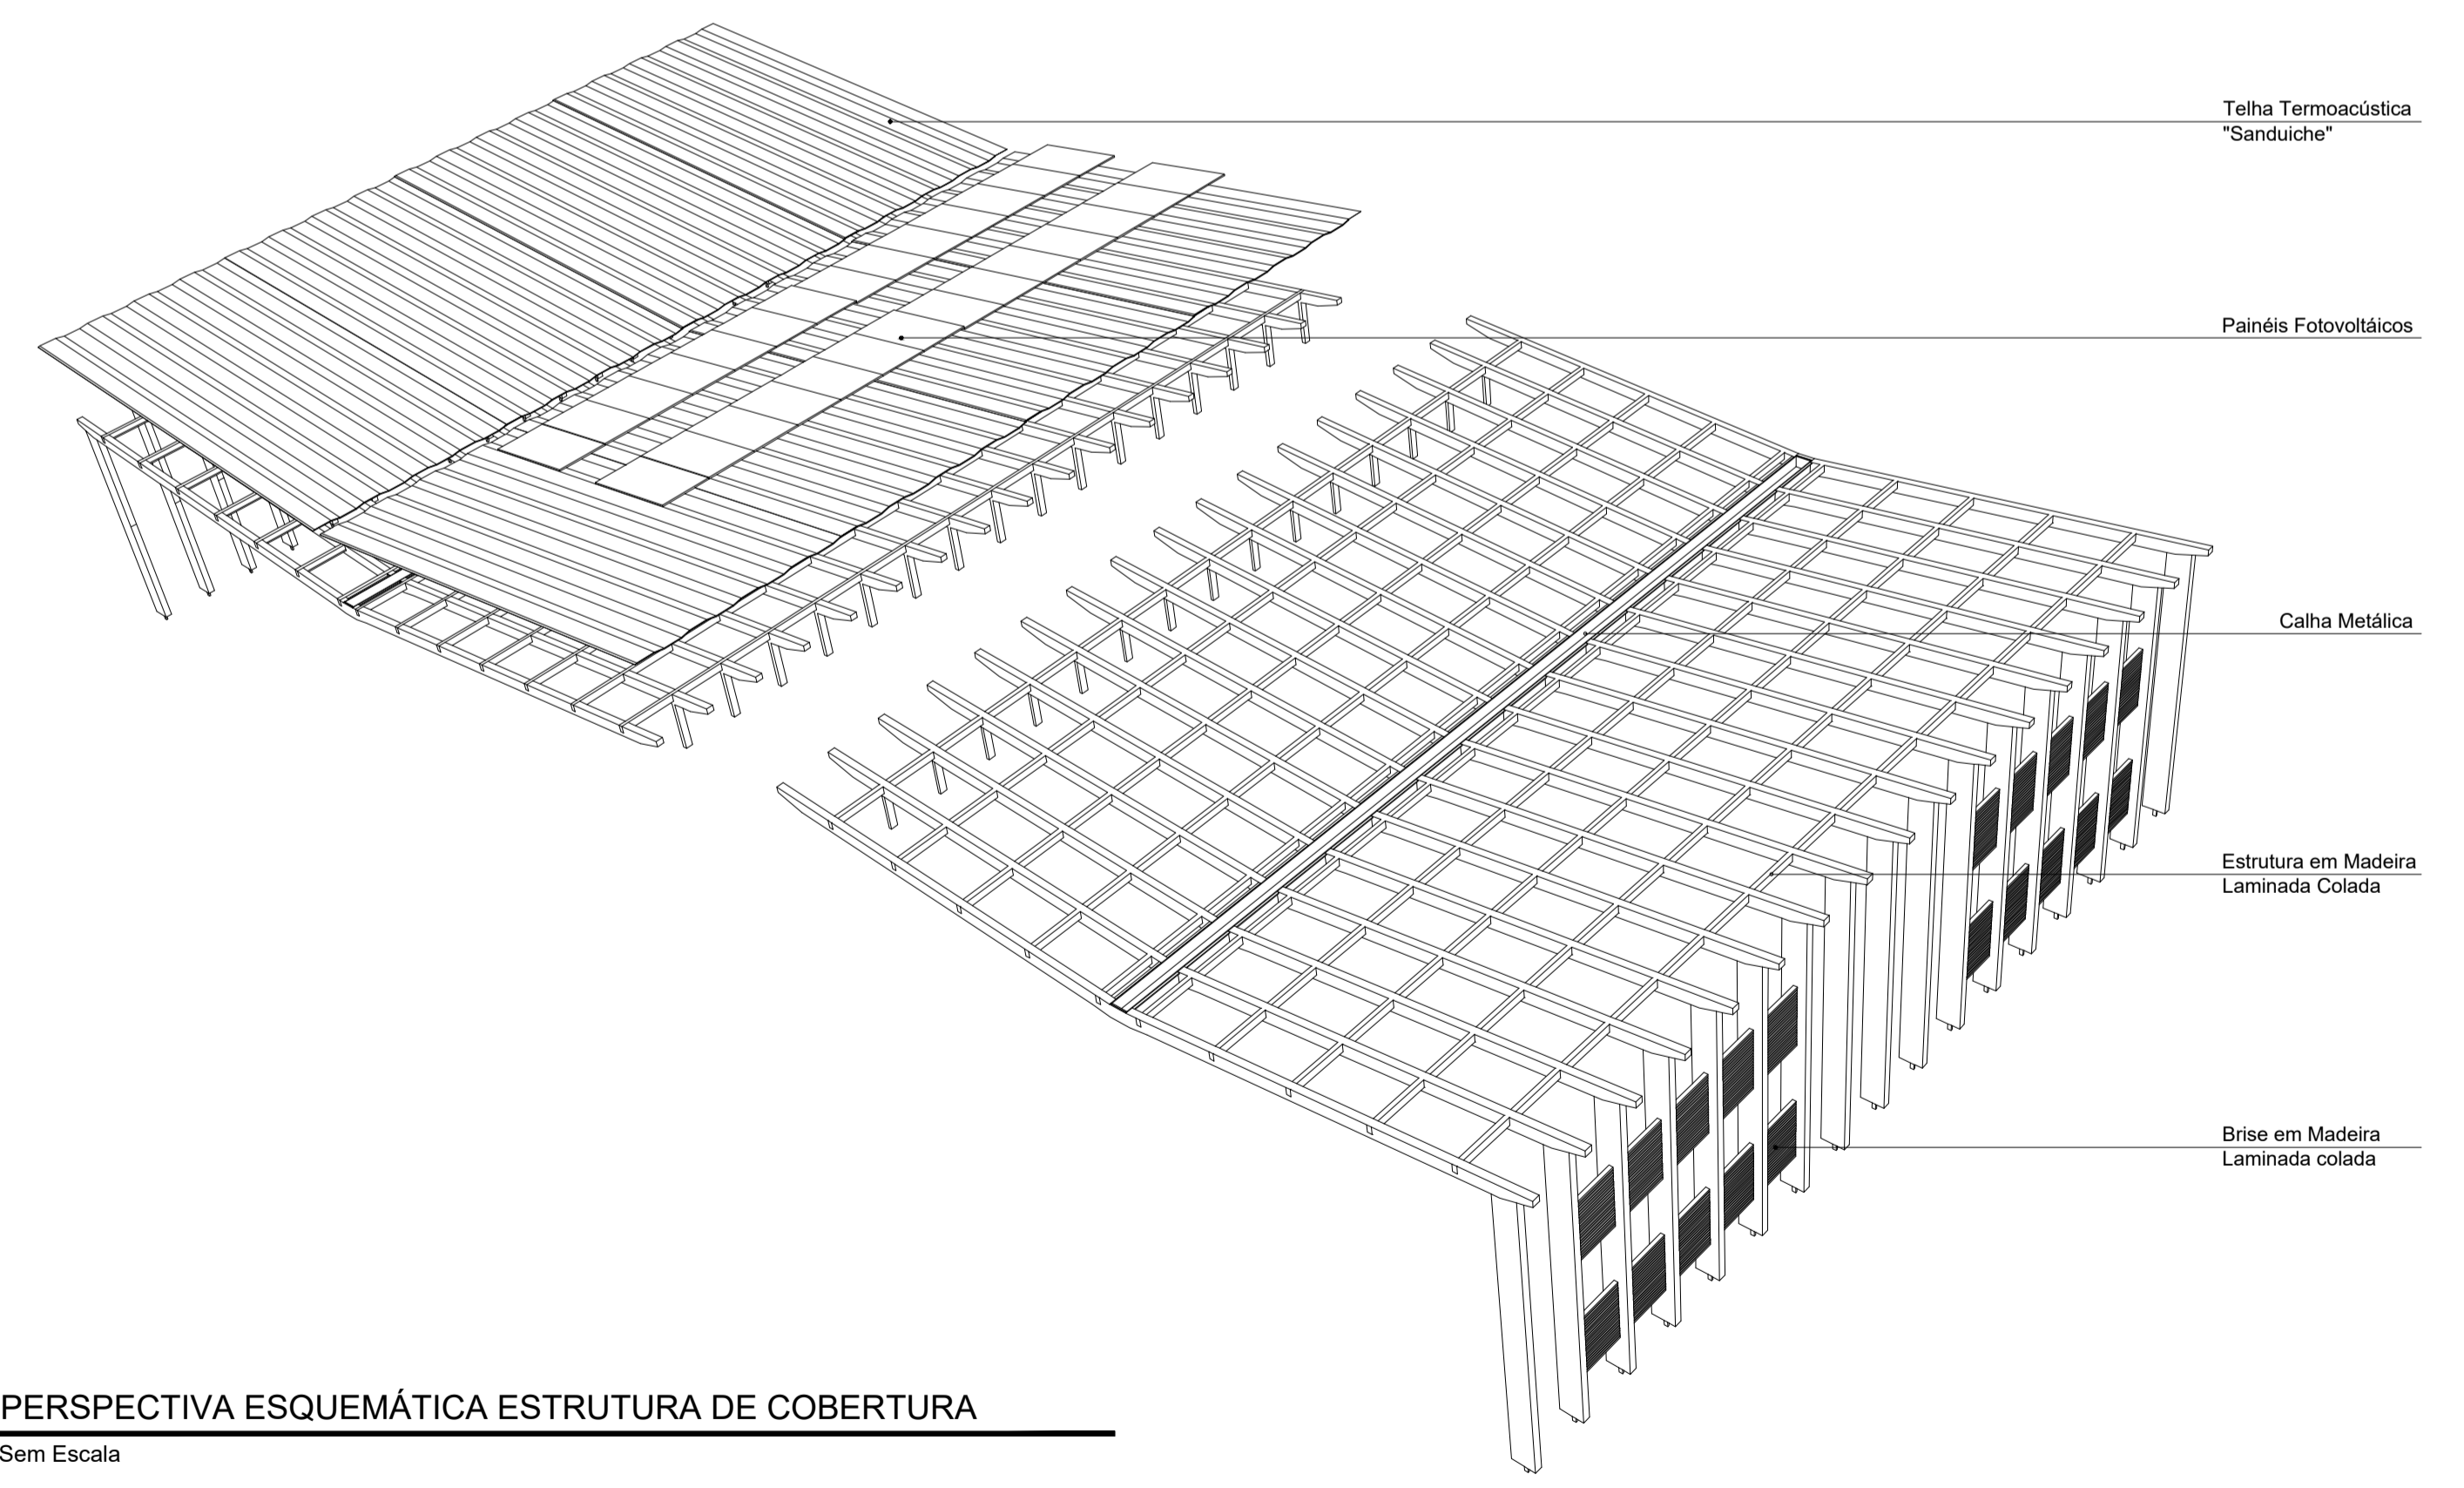 Telha Termoacústica
"Sanduiche"
Painéis Fotovoltáicos
Calha Metálica
Estrutura em Madeira
Laminada Colada
Brise em Madeira
Laminada colada
PERSPECTIVA ESQUEMÁTICA ESTRUTURA DE COBERTURA
Sem Escala